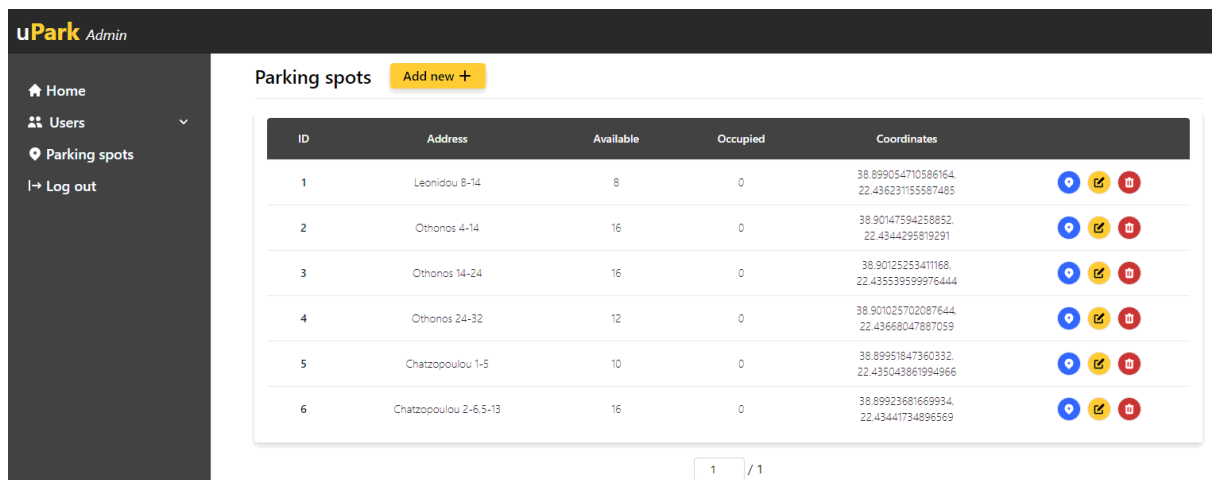 uPark Admin
Home
Users
Parking spots
Log out
Parking spots Add new +
ID Address Available Occupied Coordinates
1 Leonidou 8-14 8 0 38.899054710586164,
22.436231155587485
2 Othonos 4-14 16 0 38.90147594258852,
22.4344295819291
3 Othonos 14-24 16 0 38.90125253411168,
22.435539599976444
4 Othonos 24-32 12 0 38.901025702087644,
22.43668047887059
5 Chatzopoulou 1-5 10 0 38.89951847360332,
22.435043861994966
6 Chatzopoulou 2-6,5-13 16 0 38.89923681669934,
22.43441734896569
1 / 1